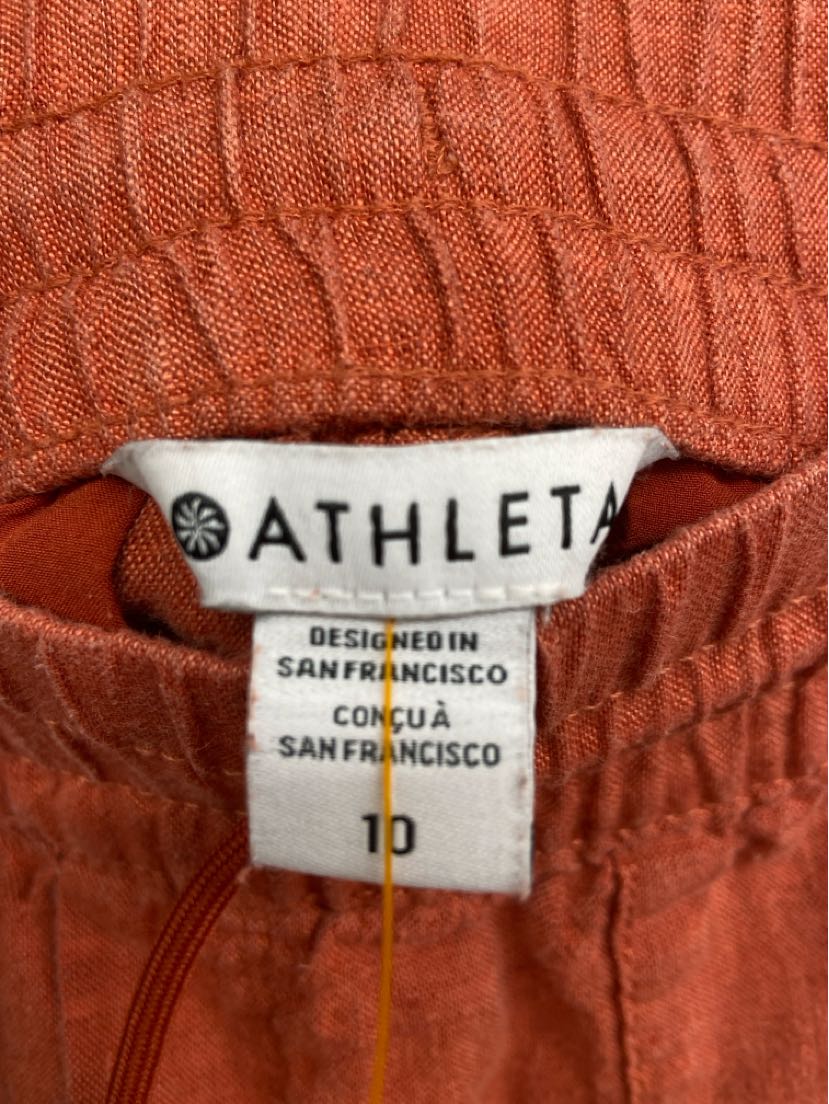 ATHLETA
DESIGNED IN
SAN FRANCISCO
CONÇU À
SAN FRANCISCO
10